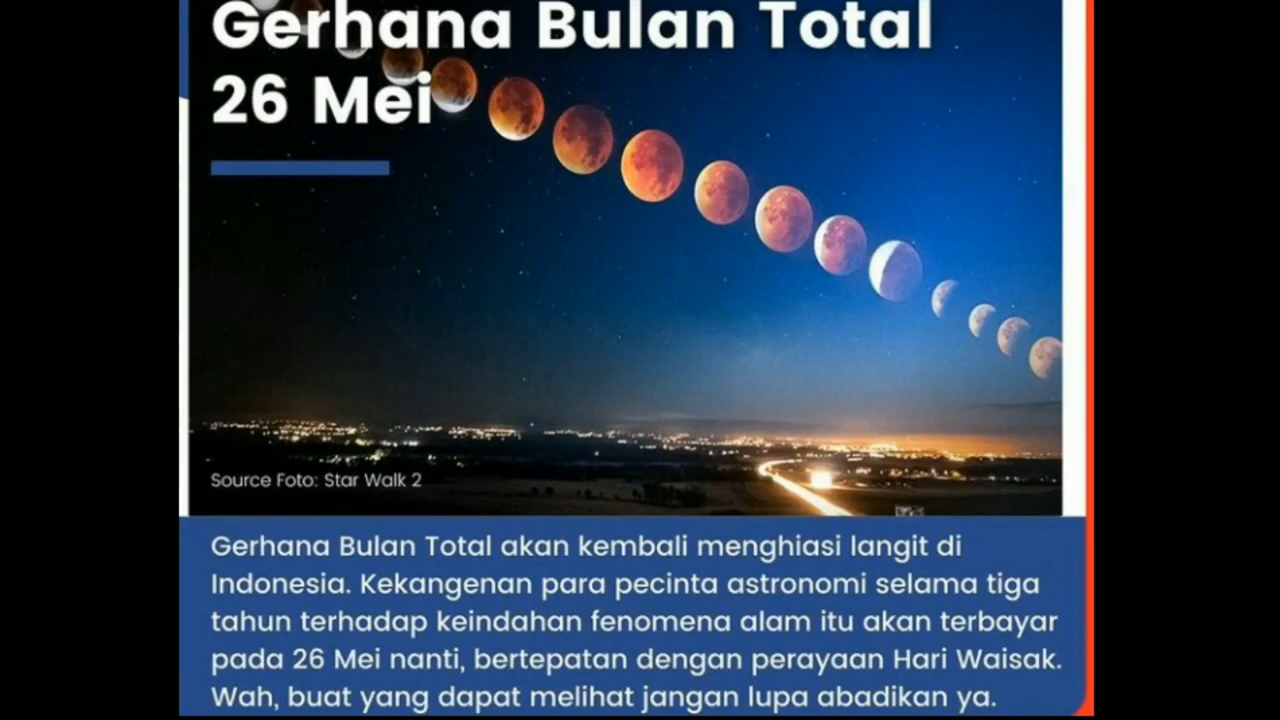 Gerhana Bulan Total
26 Mei
Source Foto: Star Walk 2
Gerhana Bulan Total akan kembali menghiasi langit di
Indonesia. Kekangenan para pecinta astronomi selama tiga
tahun terhadap keindahan fenomena alam itu akan terbayar
pada 26 Mei nanti, bertepatan dengan perayaan Hari Waisak.
Wah, buat yang dapat melihat jangan lupa abadikan ya.